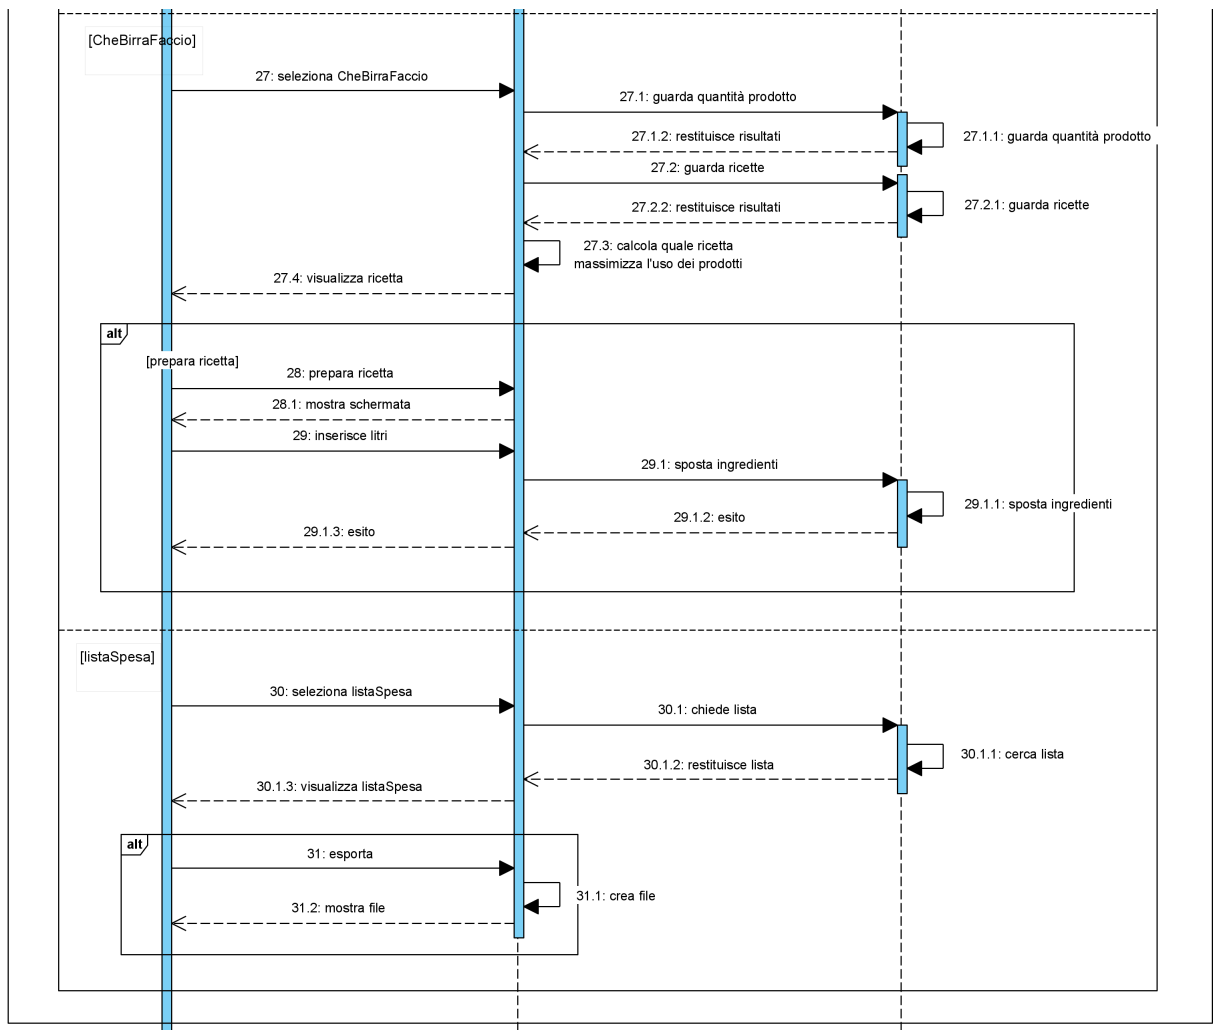 [CheBirraFaccio]
27: seleziona CheBirraFaccio
27.1: guarda quantità prodotto
27.1.2: restituisce risultati
27.1.1: guarda quantità prodotto
27.2: guarda ricette
27.2.2: restituisce risultati
27.2.1: guarda ricette
27.3: calcola quale ricetta
massimizza l'uso dei prodotti
27.4: visualizza ricetta
alt
[prepara ricetta]
28: prepara ricetta
28.1: mostra schermata
29: inserisce litri
29.1: sposta ingredienti
29.1.1: sposta ingredienti
29.1.2: esito
29.1.3: esito
[listaSpesa]
30: seleziona listaSpesa
30.1: chiede lista
30.1.1: cerca lista
30.1.2: restituisce lista
30.1.3: visualizza listaSpesa
alt
31: esporta
31.1: crea file
31.2: mostra file